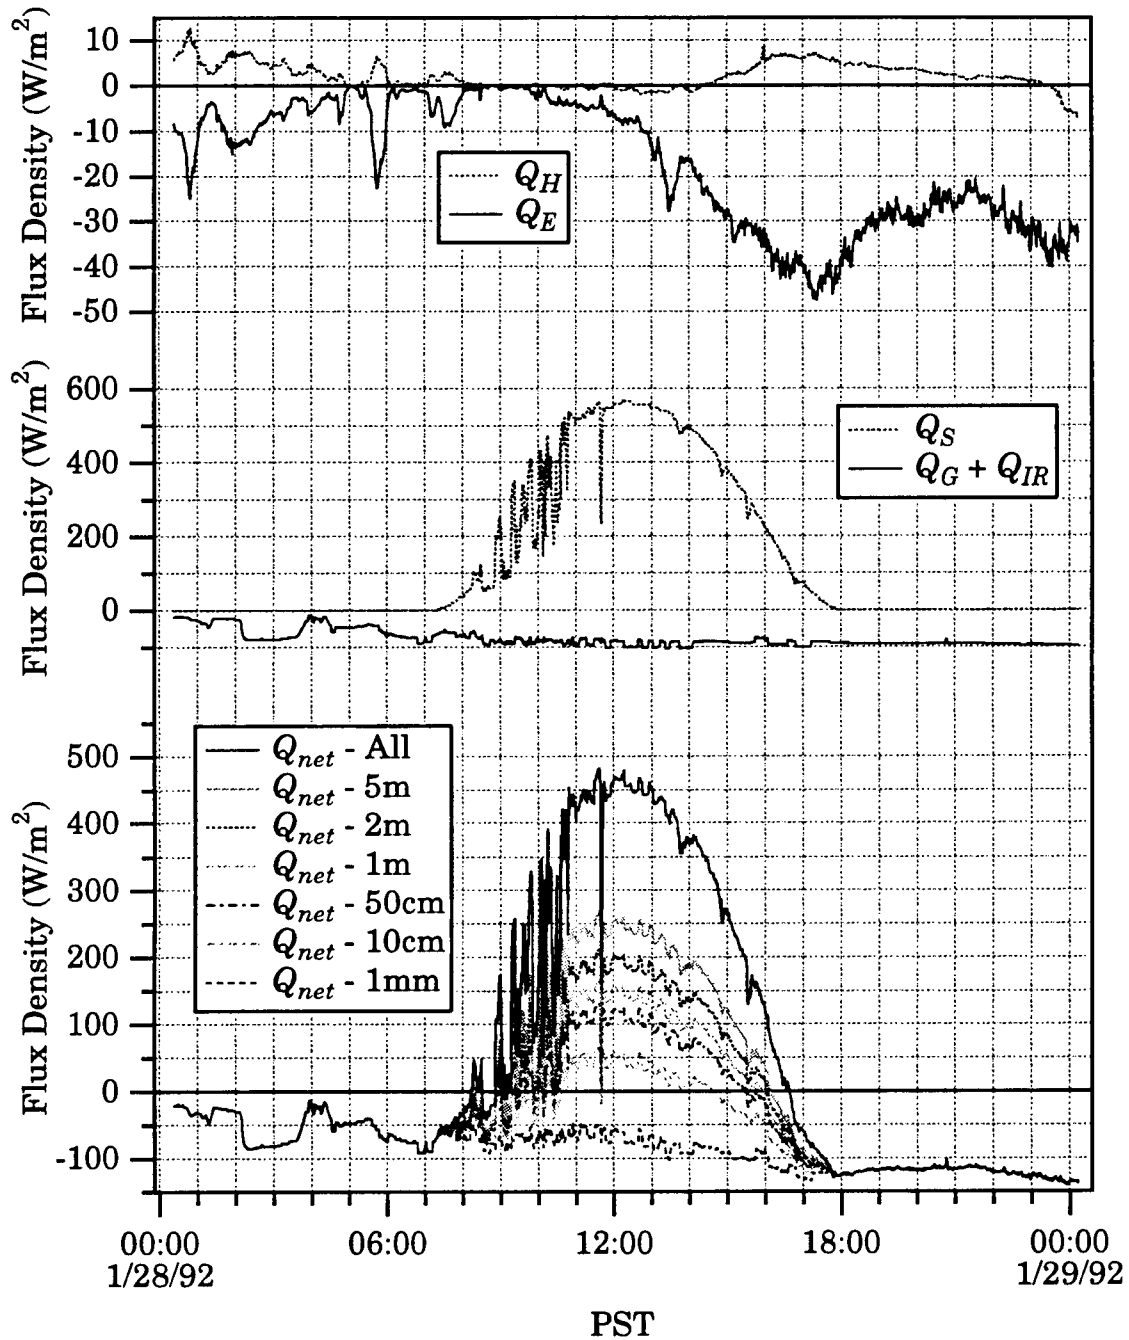 Flux Density (W/m²)
10
0
-10
-20
-30
-40
-50
Q_H
Q_E
Flux Density (W/m²)
600
400
200
0
Q_S
Q_G + Q_IR
Flux Density (W/m²)
500
400
300
200
100
0
-100
Q_net - All
Q_net - 5m
Q_net - 2m
Q_net - 1m
Q_net - 50cm
Q_net - 10cm
Q_net - 1mm
00:00 06:00 12:00 18:00 00:00
1/28/92 1/29/92
PST